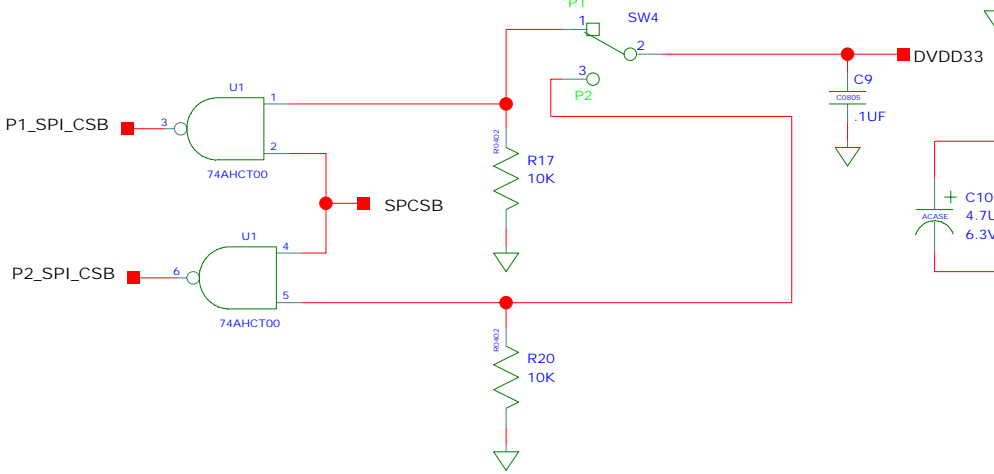 P1
SW4
1
2
3
P2
DVDD33
C9
C0805
.1UF
U1
1
P1_SPI_CSB
3
2
74AHCT00
R0402
R17
10K
SPCSB
ACASE
+
C10
4.7U
6.3V
U1
4
P2_SPI_CSB
6
5
74AHCT00
R0402
R20
10K